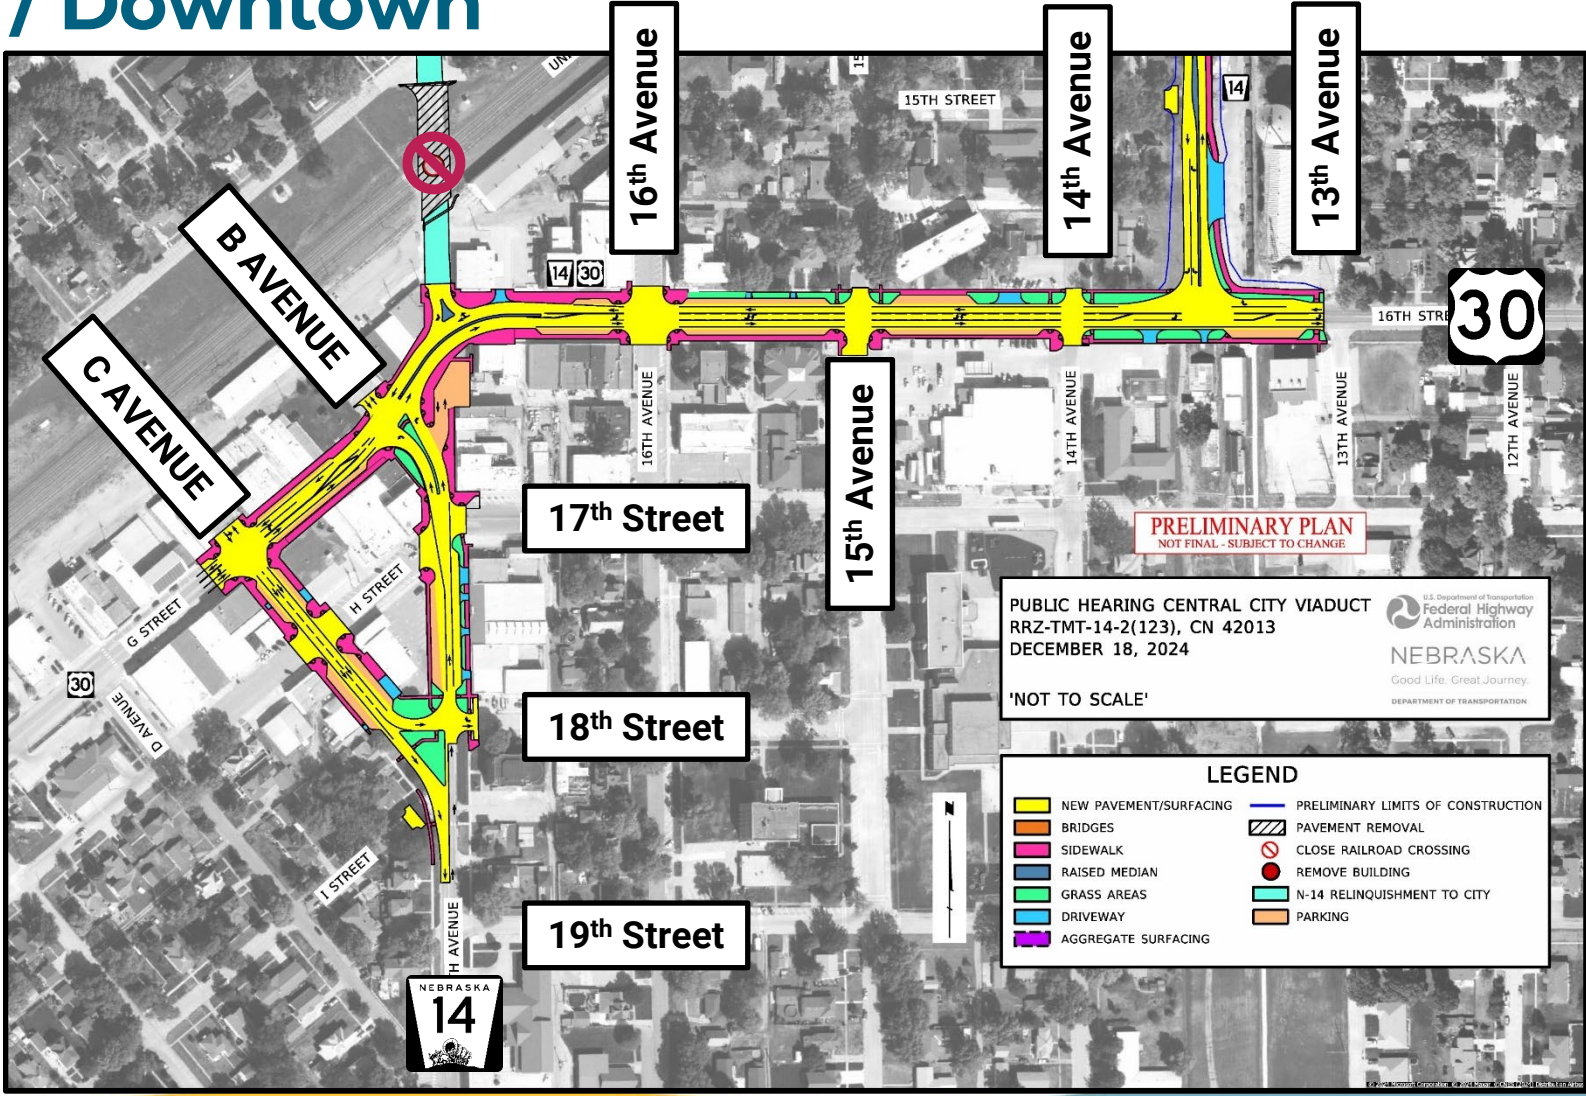 / Downtown
16th Avenue
14th Avenue
13th Avenue
UN
15
15TH STREET
14
B AVENUE
14 30
16TH STRE
30
C AVENUE
16TH AVENUE
15th Avenue
14TH AVENUE
13TH AVENUE
12TH AVENUE
17th Street
PRELIMINARY PLAN
NOT FINAL - SUBJECT TO CHANGE
H STREET
G STREET
30
D AVENUE
18th Street
PUBLIC HEARING CENTRAL CITY VIADUCT
RRZ-TMT-14-2(123), CN 42013
DECEMBER 18, 2024
'NOT TO SCALE'
U.S. Department of Transportation
Federal Highway
Administration
NEBRASKA
Good Life. Great Journey.
DEPARTMENT OF TRANSPORTATION
LEGEND
NEW PAVEMENT/SURFACING
BRIDGES
SIDEWALK
RAISED MEDIAN
GRASS AREAS
DRIVEWAY
AGGREGATE SURFACING
PRELIMINARY LIMITS OF CONSTRUCTION
PAVEMENT REMOVAL
CLOSE RAILROAD CROSSING
REMOVE BUILDING
N-14 RELINQUISHMENT TO CITY
PARKING
N
I STREET
19th Street
H AVENUE
NEBRASKA
14